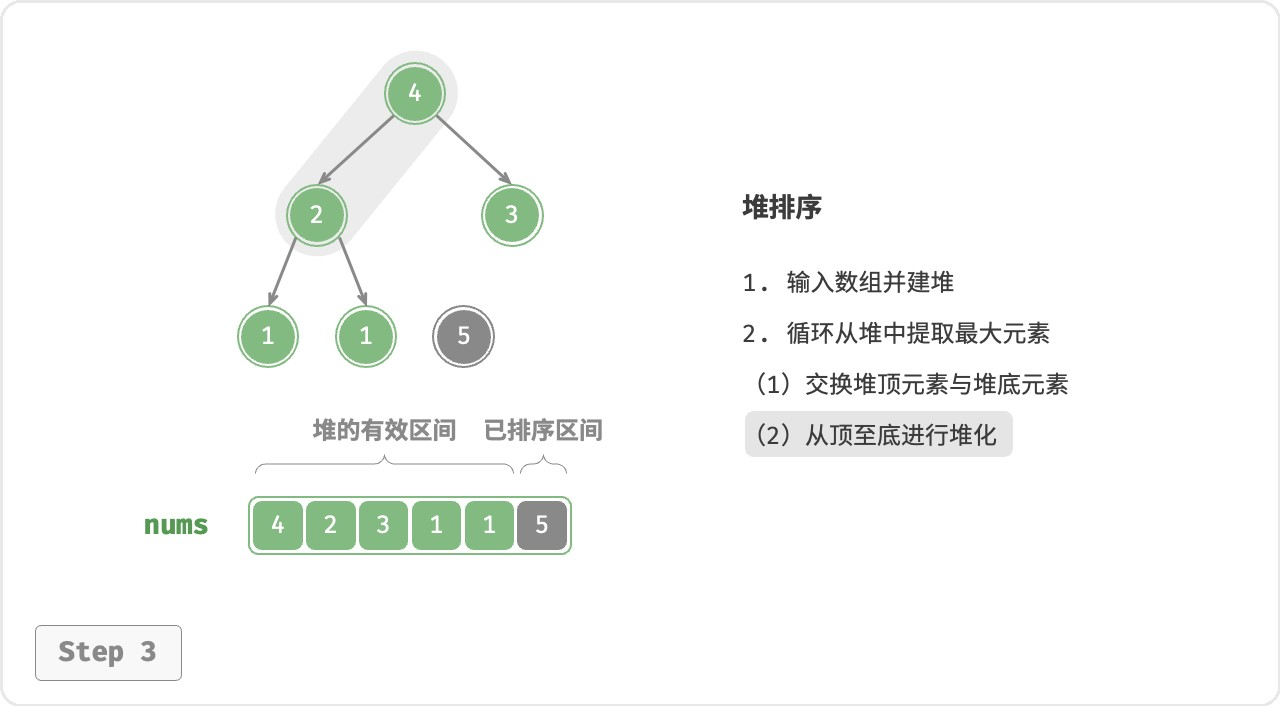 4
2 3
1 1 5
堆的有效区间 已排序区间
nums 4 2 3 1 1 5
堆排序
1. 输入数组并建堆
2. 循环从堆中提取最大元素
（1）交换堆顶元素与堆底元素
（2）从顶至底进行堆化
Step 3